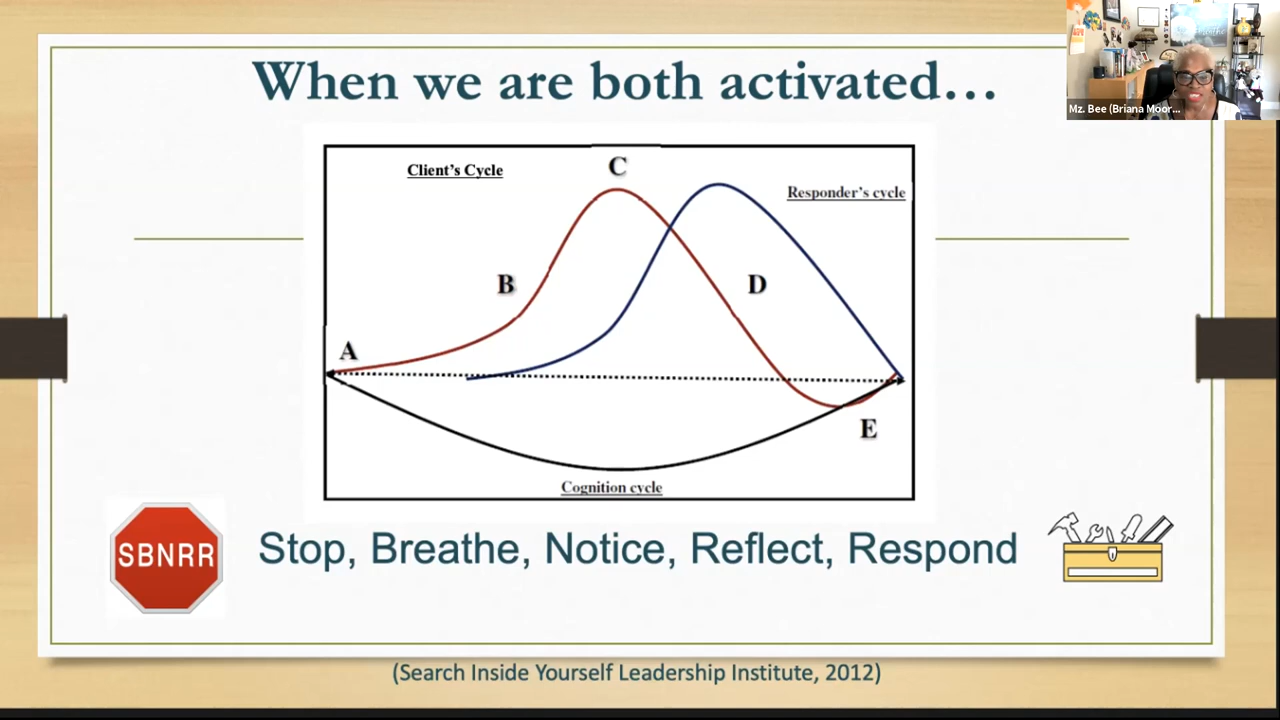 When we are both activated...
Mz. Bee (Briana Moor...
Client's Cycle
C
Responder's cycle
B
D
A
E
Cognition cycle
SBNRR
Stop, Breathe, Notice, Reflect, Respond
(Search Inside Yourself Leadership Institute, 2012)